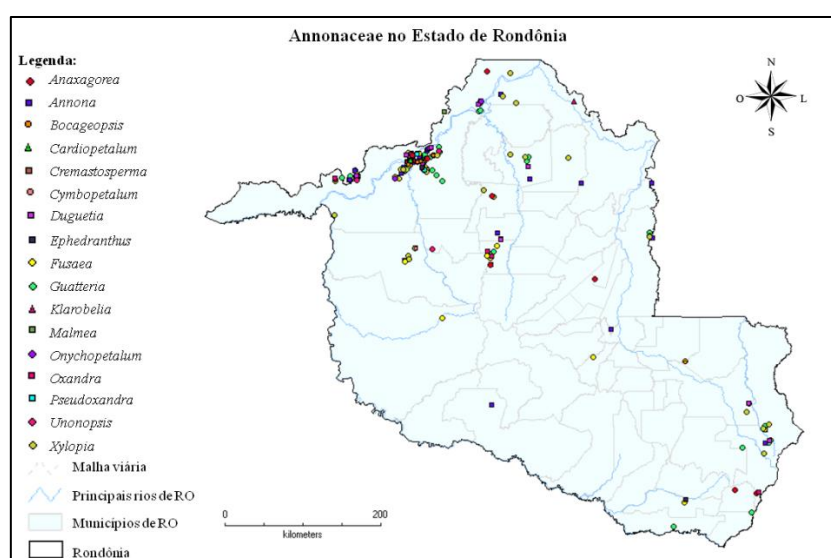 Annonaceae no Estado de Rondônia
Legenda:
Anaxagorea
Annona
Bocageopsis
Cardiopetalum
Cremastosperma
Cymbopetalum
Duguetia
Ephedranthus
Fusaea
Guatteria
Klarobelia
Malmea
Onychopetalum
Oxandra
Pseudoxandra
Unonopsis
Xylopia
Malha viária
Principais rios de RO
Municípios de RO
Rondônia
N
O
L
S
0
200
kilometers